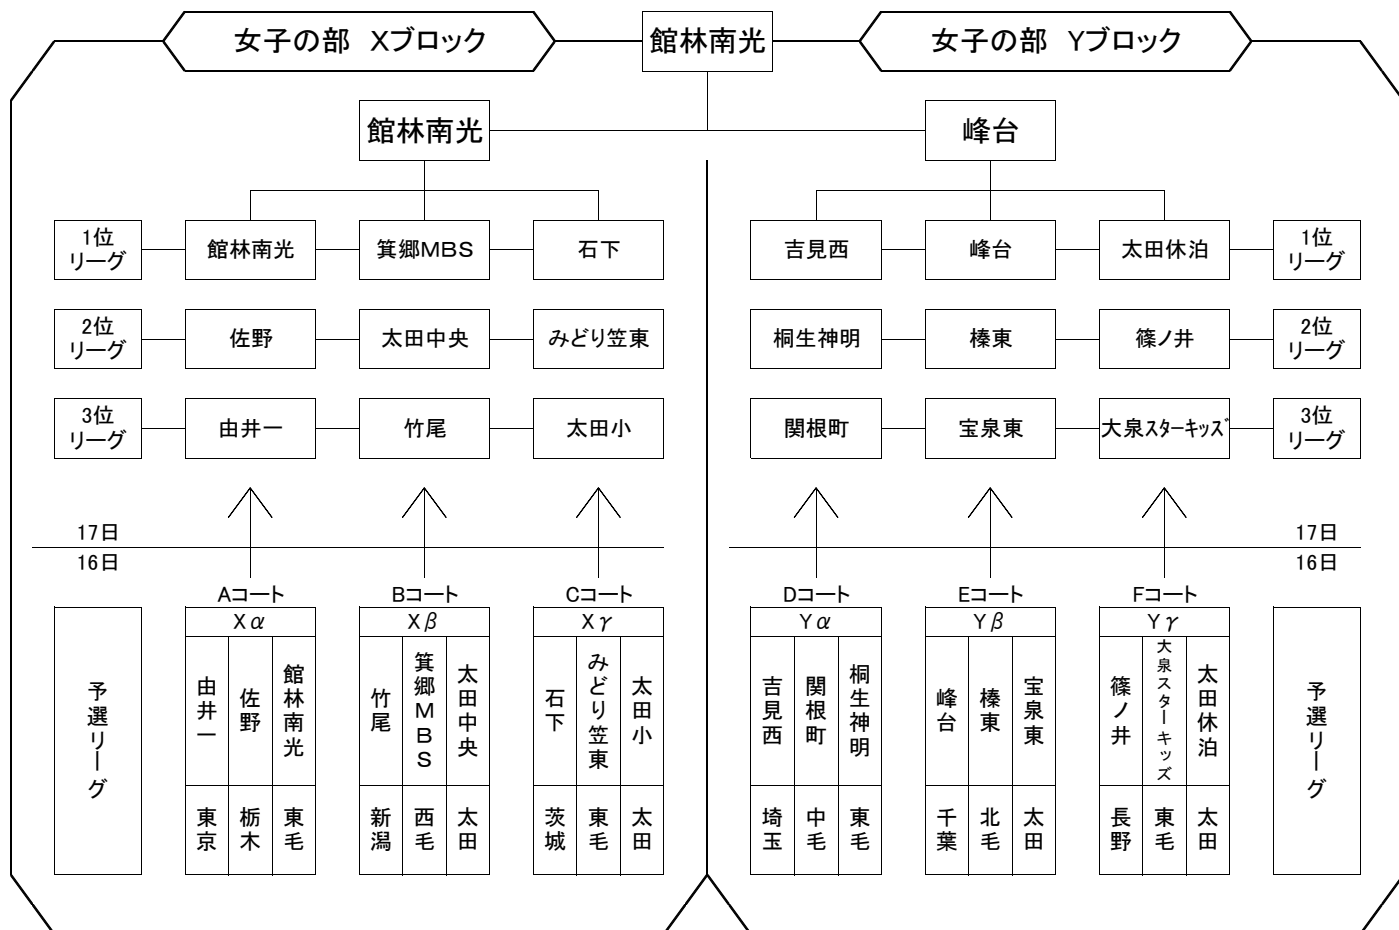 女子の部 Xブロック
館林南光
女子の部 Yブロック
館林南光
峰台
1位
リーグ
館林南光
箕郷MBS
石下
吉見西
峰台
太田休泊
1位
リーグ
2位
リーグ
佐野
太田中央
みどり笠東
桐生神明
榛東
篠ノ井
2位
リーグ
3位
リーグ
由井一
竹尾
太田小
関根町
宝泉東
大泉スターキッズ
3位
リーグ
17日
16日
17日
16日
Aコート
Bコート
Cコート
Dコート
Eコート
Fコート
Xα
Xβ
Xγ
Yα
Yβ
Yγ
予選リーグ
由井一
佐野
館林南光
竹尾
箕郷MBS
太田中央
石下
みどり笠東
太田小
吉見西
関根町
桐生神明
峰台
榛東
宝泉東
篠ノ井
大泉スターキッズ
太田休泊
予選リーグ
東京
栃木
東毛
新潟
西毛
太田
茨城
東毛
太田
埼玉
中毛
東毛
千葉
北毛
太田
長野
東毛
太田